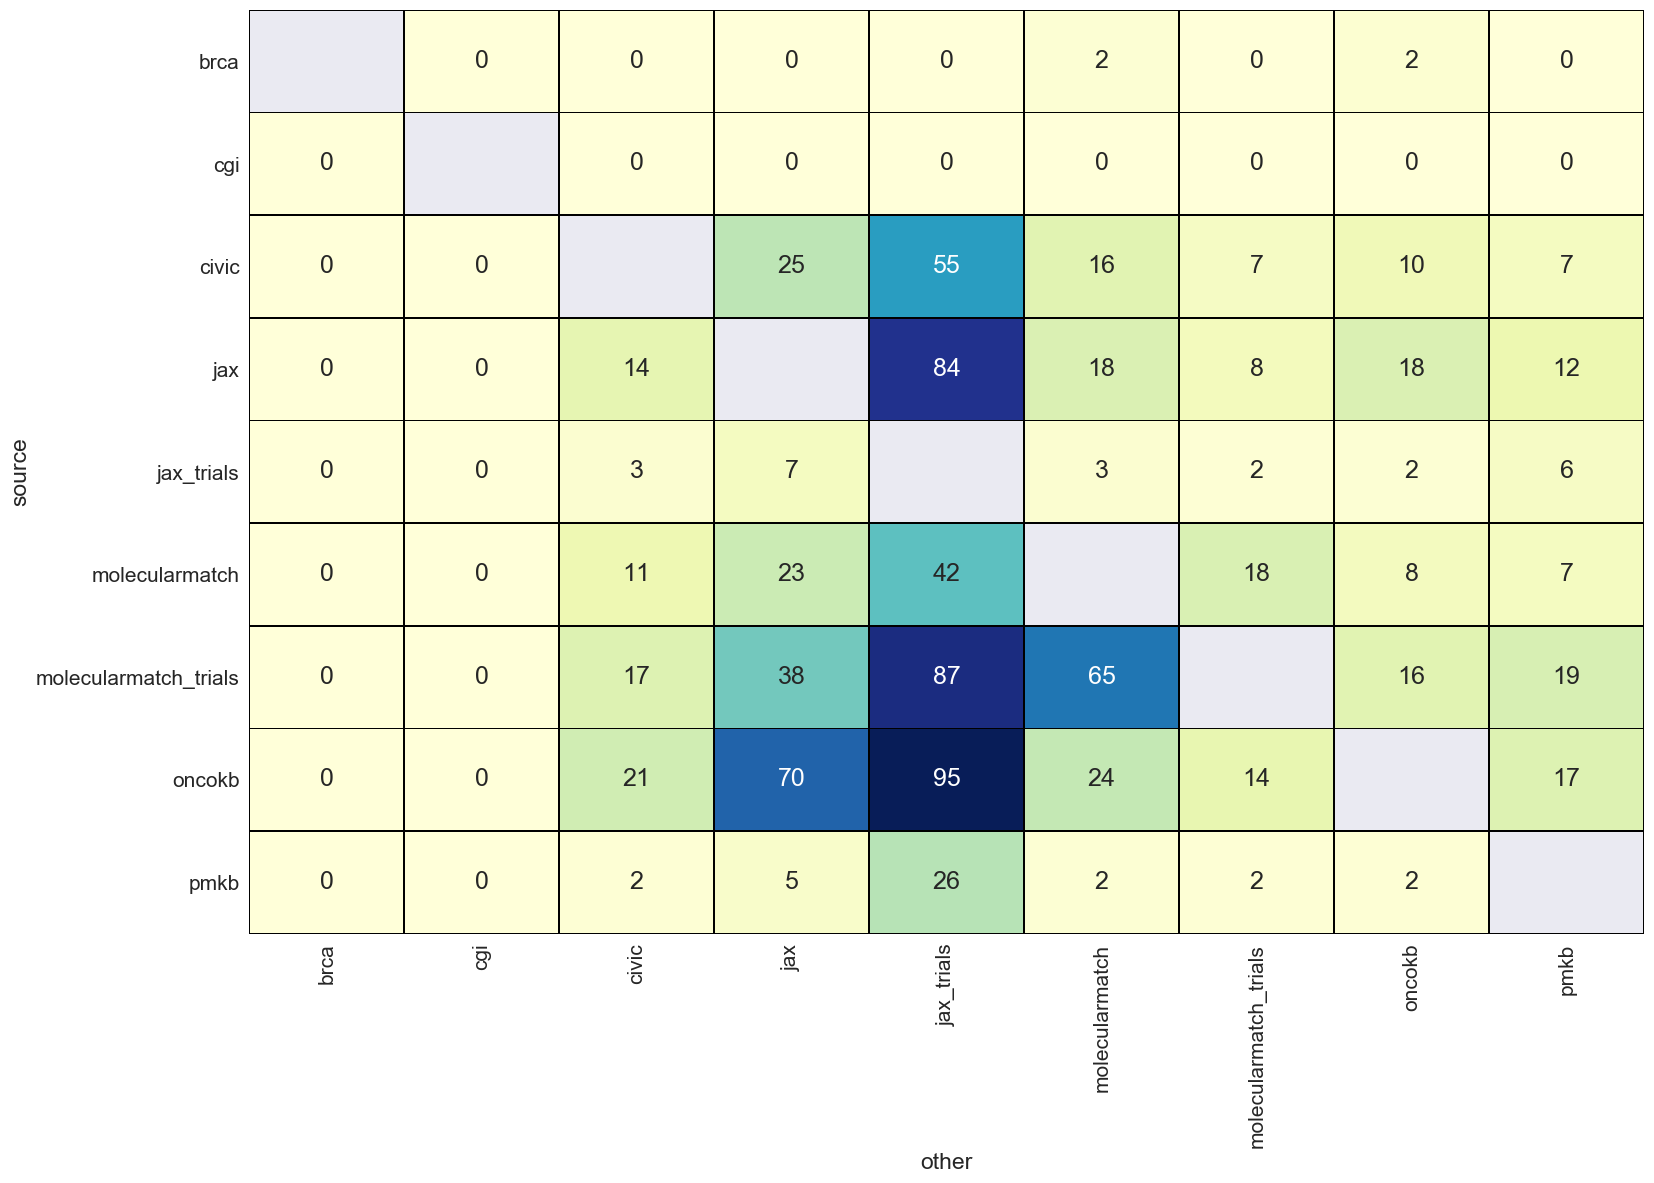 brca 0 0 0 0 2 0 2 0
cgi 0 0 0 0 0 0 0 0
civic 0 0 25 55 16 7 10 7
jax 0 0 14 84 18 8 18 12
jax_trials 0 0 3 7 3 2 2 6
molecularmatch 0 0 11 23 42 18 8 7
molecularmatch_trials 0 0 17 38 87 65 16 19
oncokb 0 0 21 70 95 24 14 17
pmkb 0 0 2 5 26 2 2 2
source
brca
cgi
civic
jax
jax_trials
molecularmatch
molecularmatch_trials
oncokb
pmkb
other